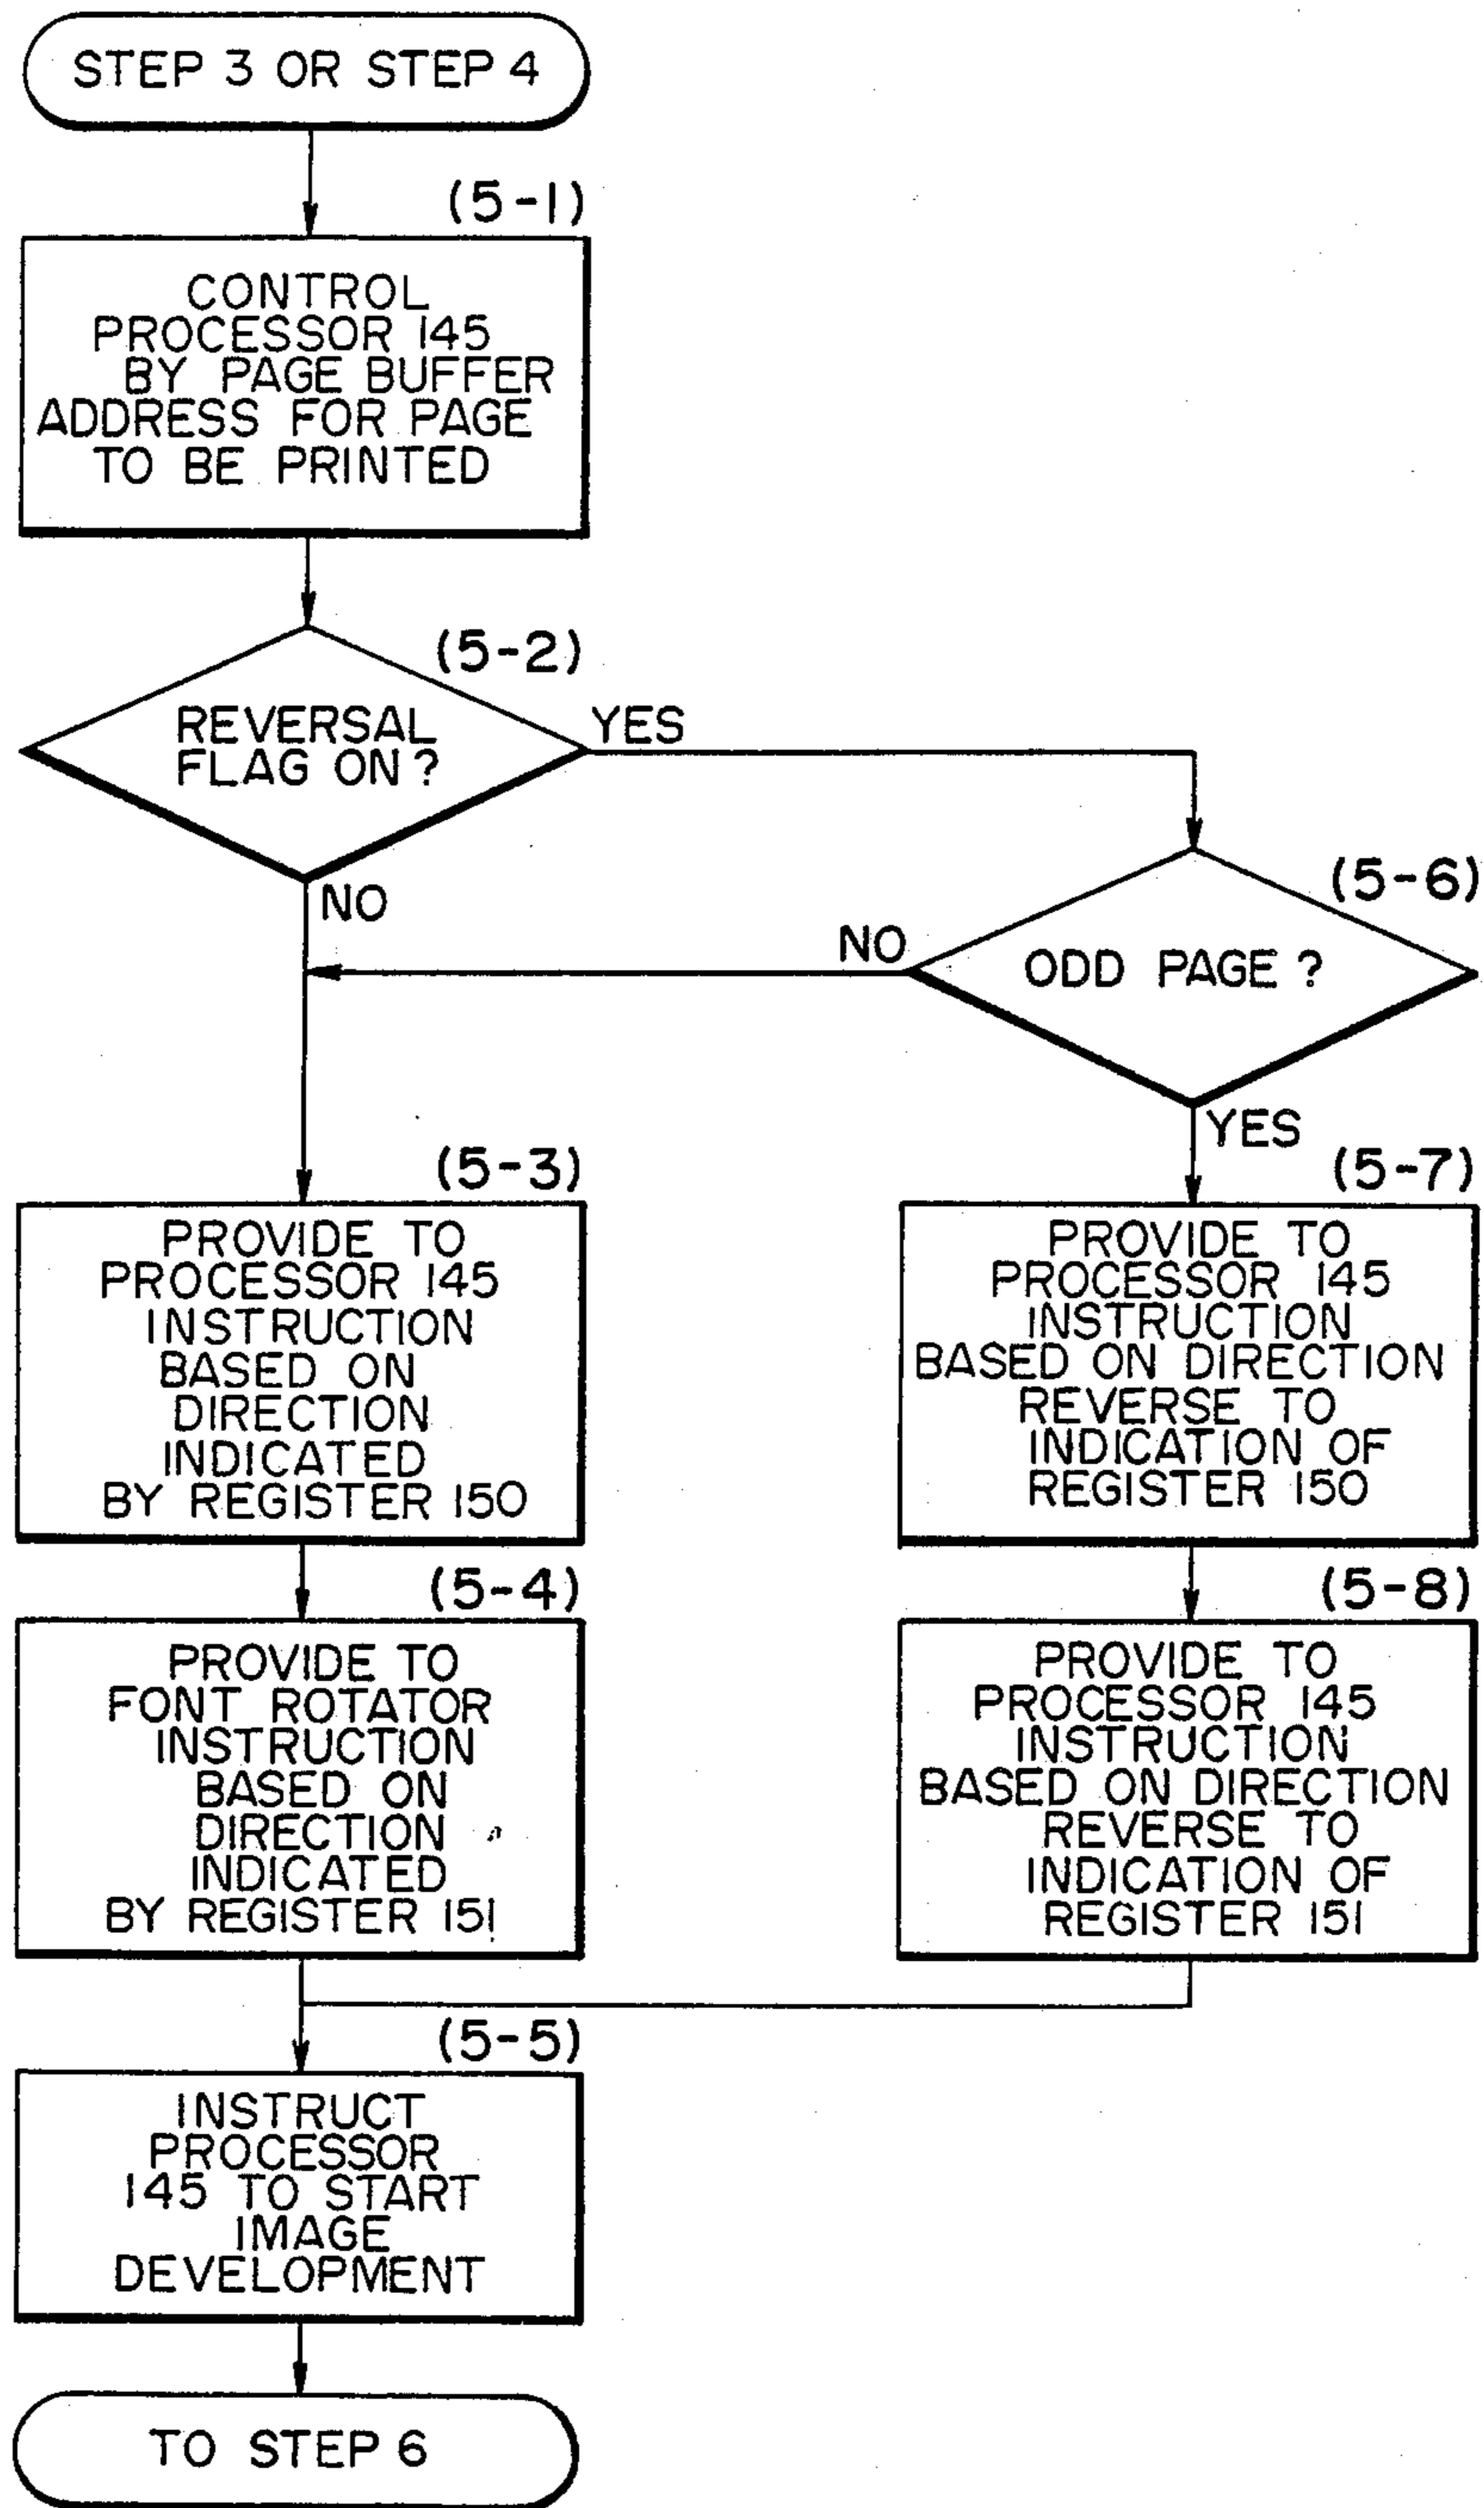 STEP 3 OR STEP 4
(5-1)
CONTROL
PROCESSOR 145
BY PAGE BUFFER
ADDRESS FOR PAGE
TO BE PRINTED
(5-2)
REVERSAL
FLAG ON ?
YES
NO
(5-6)
ODD PAGE ?
NO
YES
(5-3)
PROVIDE TO
PROCESSOR 145
INSTRUCTION
BASED ON
DIRECTION
INDICATED
BY REGISTER 150
(5-7)
PROVIDE TO
PROCESSOR 145
INSTRUCTION
BASED ON DIRECTION
REVERSE TO
INDICATION OF
REGISTER 150
(5-4)
PROVIDE TO
FONT ROTATOR
INSTRUCTION
BASED ON
DIRECTION
INDICATED
BY REGISTER 151
(5-8)
PROVIDE TO
PROCESSOR 145
INSTRUCTION
BASED ON DIRECTION
REVERSE TO
INDICATION OF
REGISTER 151
(5-5)
INSTRUCT
PROCESSOR
145 TO START
IMAGE
DEVELOPMENT
TO STEP 6